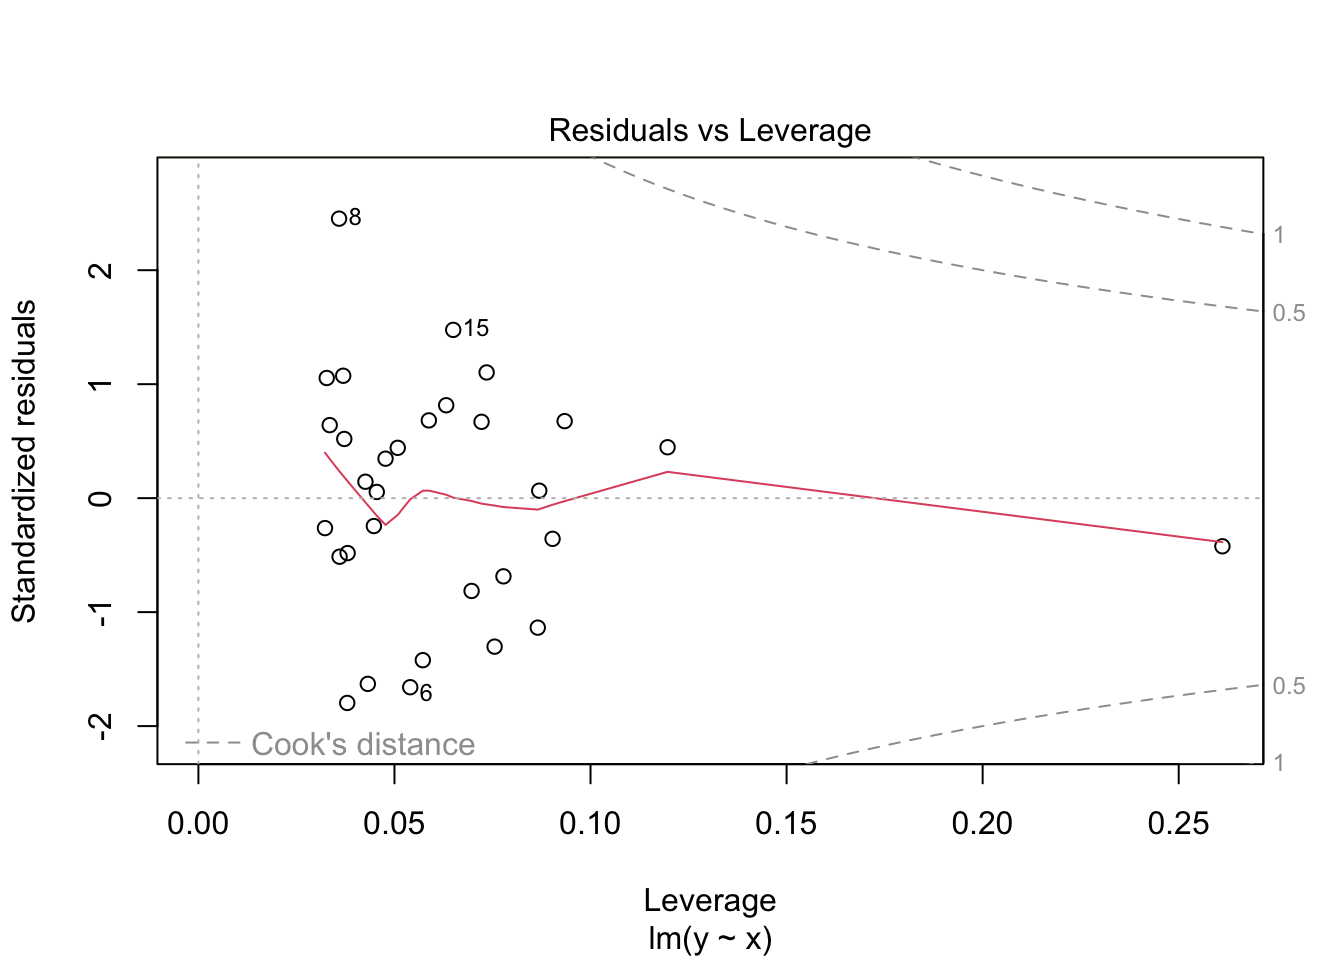 Residuals vs Leverage
Standardized residuals
2
1
0
-1
-2
8
15
6
1
0.5
0.5
1
Cook's distance
0.00 0.05 0.10 0.15 0.20 0.25
Leverage
lm(y ~ x)